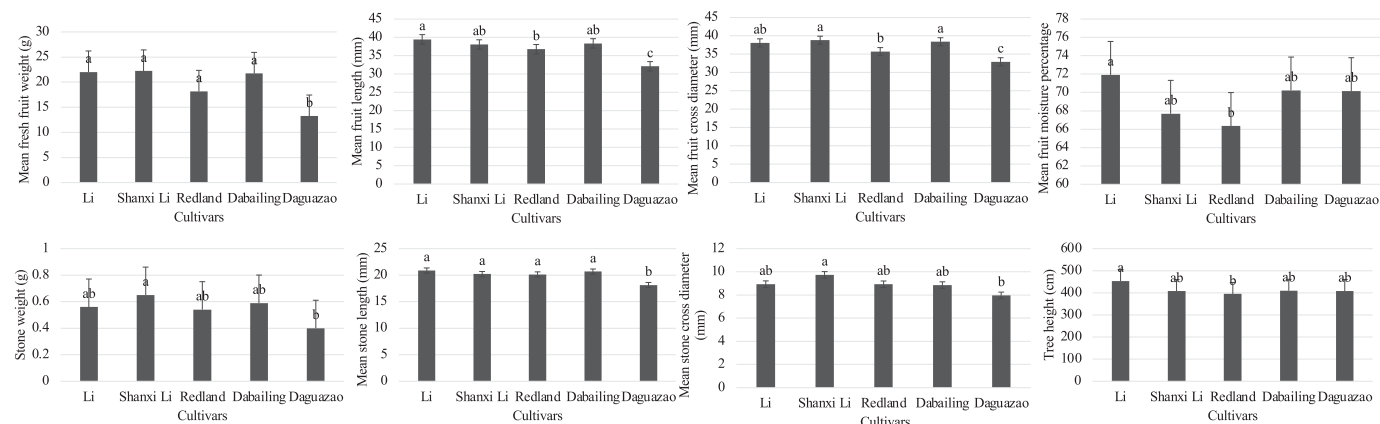 Mean fresh fruit weight (g)
30
25
20
15
10
5
0
a
a
a
a
b
Li
Shanxi Li
Redland
Dabailing
Daguazao
Cultivars
Mean fruit length (mm)
45
40
35
30
25
20
15
10
5
0
a
ab
b
ab
c
Li
Shanxi Li
Redland
Dabailing
Daguazao
Cultivars
Mean fruit cross diameter (mm)
45
40
35
30
25
20
15
10
5
0
ab
a
b
a
c
Li
Shanxi Li
Redland
Dabailing
Daguazao
Cultivars
Mean fruit moisture percentage
78
76
74
72
70
68
66
64
62
60
a
ab
b
ab
ab
Li
Shanxi Li
Redland
Dabailing
Daguazao
Cultivars
Stone weight (g)
1
0.8
0.6
0.4
0.2
0
ab
a
ab
ab
b
Li
Shanxi Li
Redland
Dabailing
Daguazao
Cultivars
Mean stone length (mm)
25
20
15
10
5
0
a
a
a
a
b
Li
Shanxi Li
Redland
Dabailing
Daguazao
Cultivars
Mean stone cross diameter
(mm)
12
10
8
6
4
2
0
ab
a
ab
ab
b
Li
Shanxi Li
Redland
Dabailing
Daguazao
Cultivars
Tree height (cm)
600
500
400
300
200
100
0
a
ab
b
ab
ab
Li
Shanxi Li
Redland
Dabailing
Daguazao
Cultivars